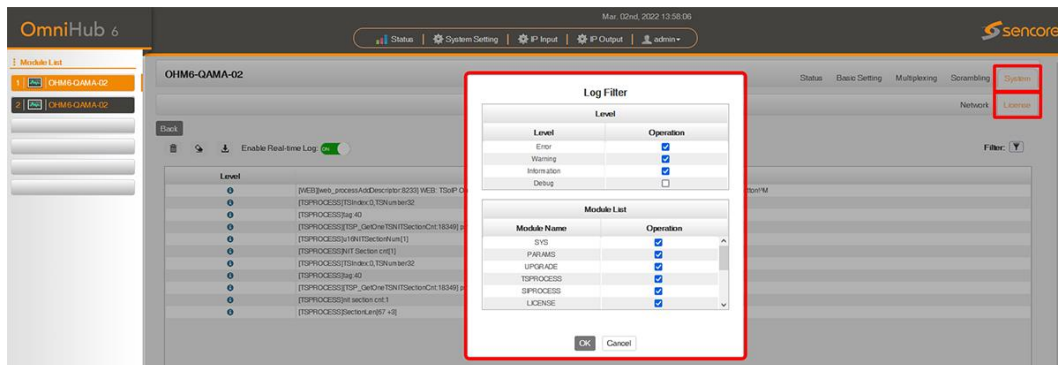 Mar. 02nd, 2022 13:58:06
OmniHub 6
Status | System Setting | IP Input | IP Output | admin
sencore
Module List
1 OHM6-QAMA-02
2 OHM6-QAMA-02
OHM6-QAMA-02
Status Basic Setting Multiplexing Scrambling System
Network License
Back
Enable Real-time Log: ON
Filter:
Level
[WEB][web_processAddDescriptor:8233] WEB: TSoIP O
[TSPROCESS]TSIndex:0,TSNumber32
[TSPROCESS]tag:40
[TSPROCESS][TSP_GetOneTSNITSectionCnt:18349] p
[TSPROCESS]u16NITSectionNum[1]
[TSPROCESS]NIT Section cnt[1]
[TSPROCESS]TSIndex:0,TSNumber32
[TSPROCESS]tag:40
[TSPROCESS][TSP_GetOneTSNITSectionCnt:18349] p
[TSPROCESS]nit section cnt:1
[TSPROCESS]SectionLen[67 +0]
Log Filter
Level
Level Operation
Error
Warning
Information
Debug
Module List
Module Name Operation
SYS
PARAMS
UPGRADE
TSPROCESS
SIPROCESS
LICENSE
OK Cancel